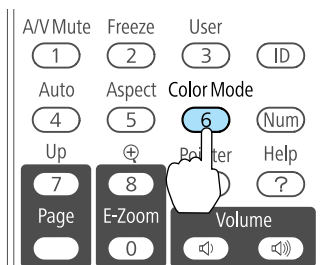 A/V Mute Freeze User
1 2 3 ID
Auto Aspect Color Mode
4 5 6 Num
Up Help
7 8 ?
Page E-Zoom Volume
0